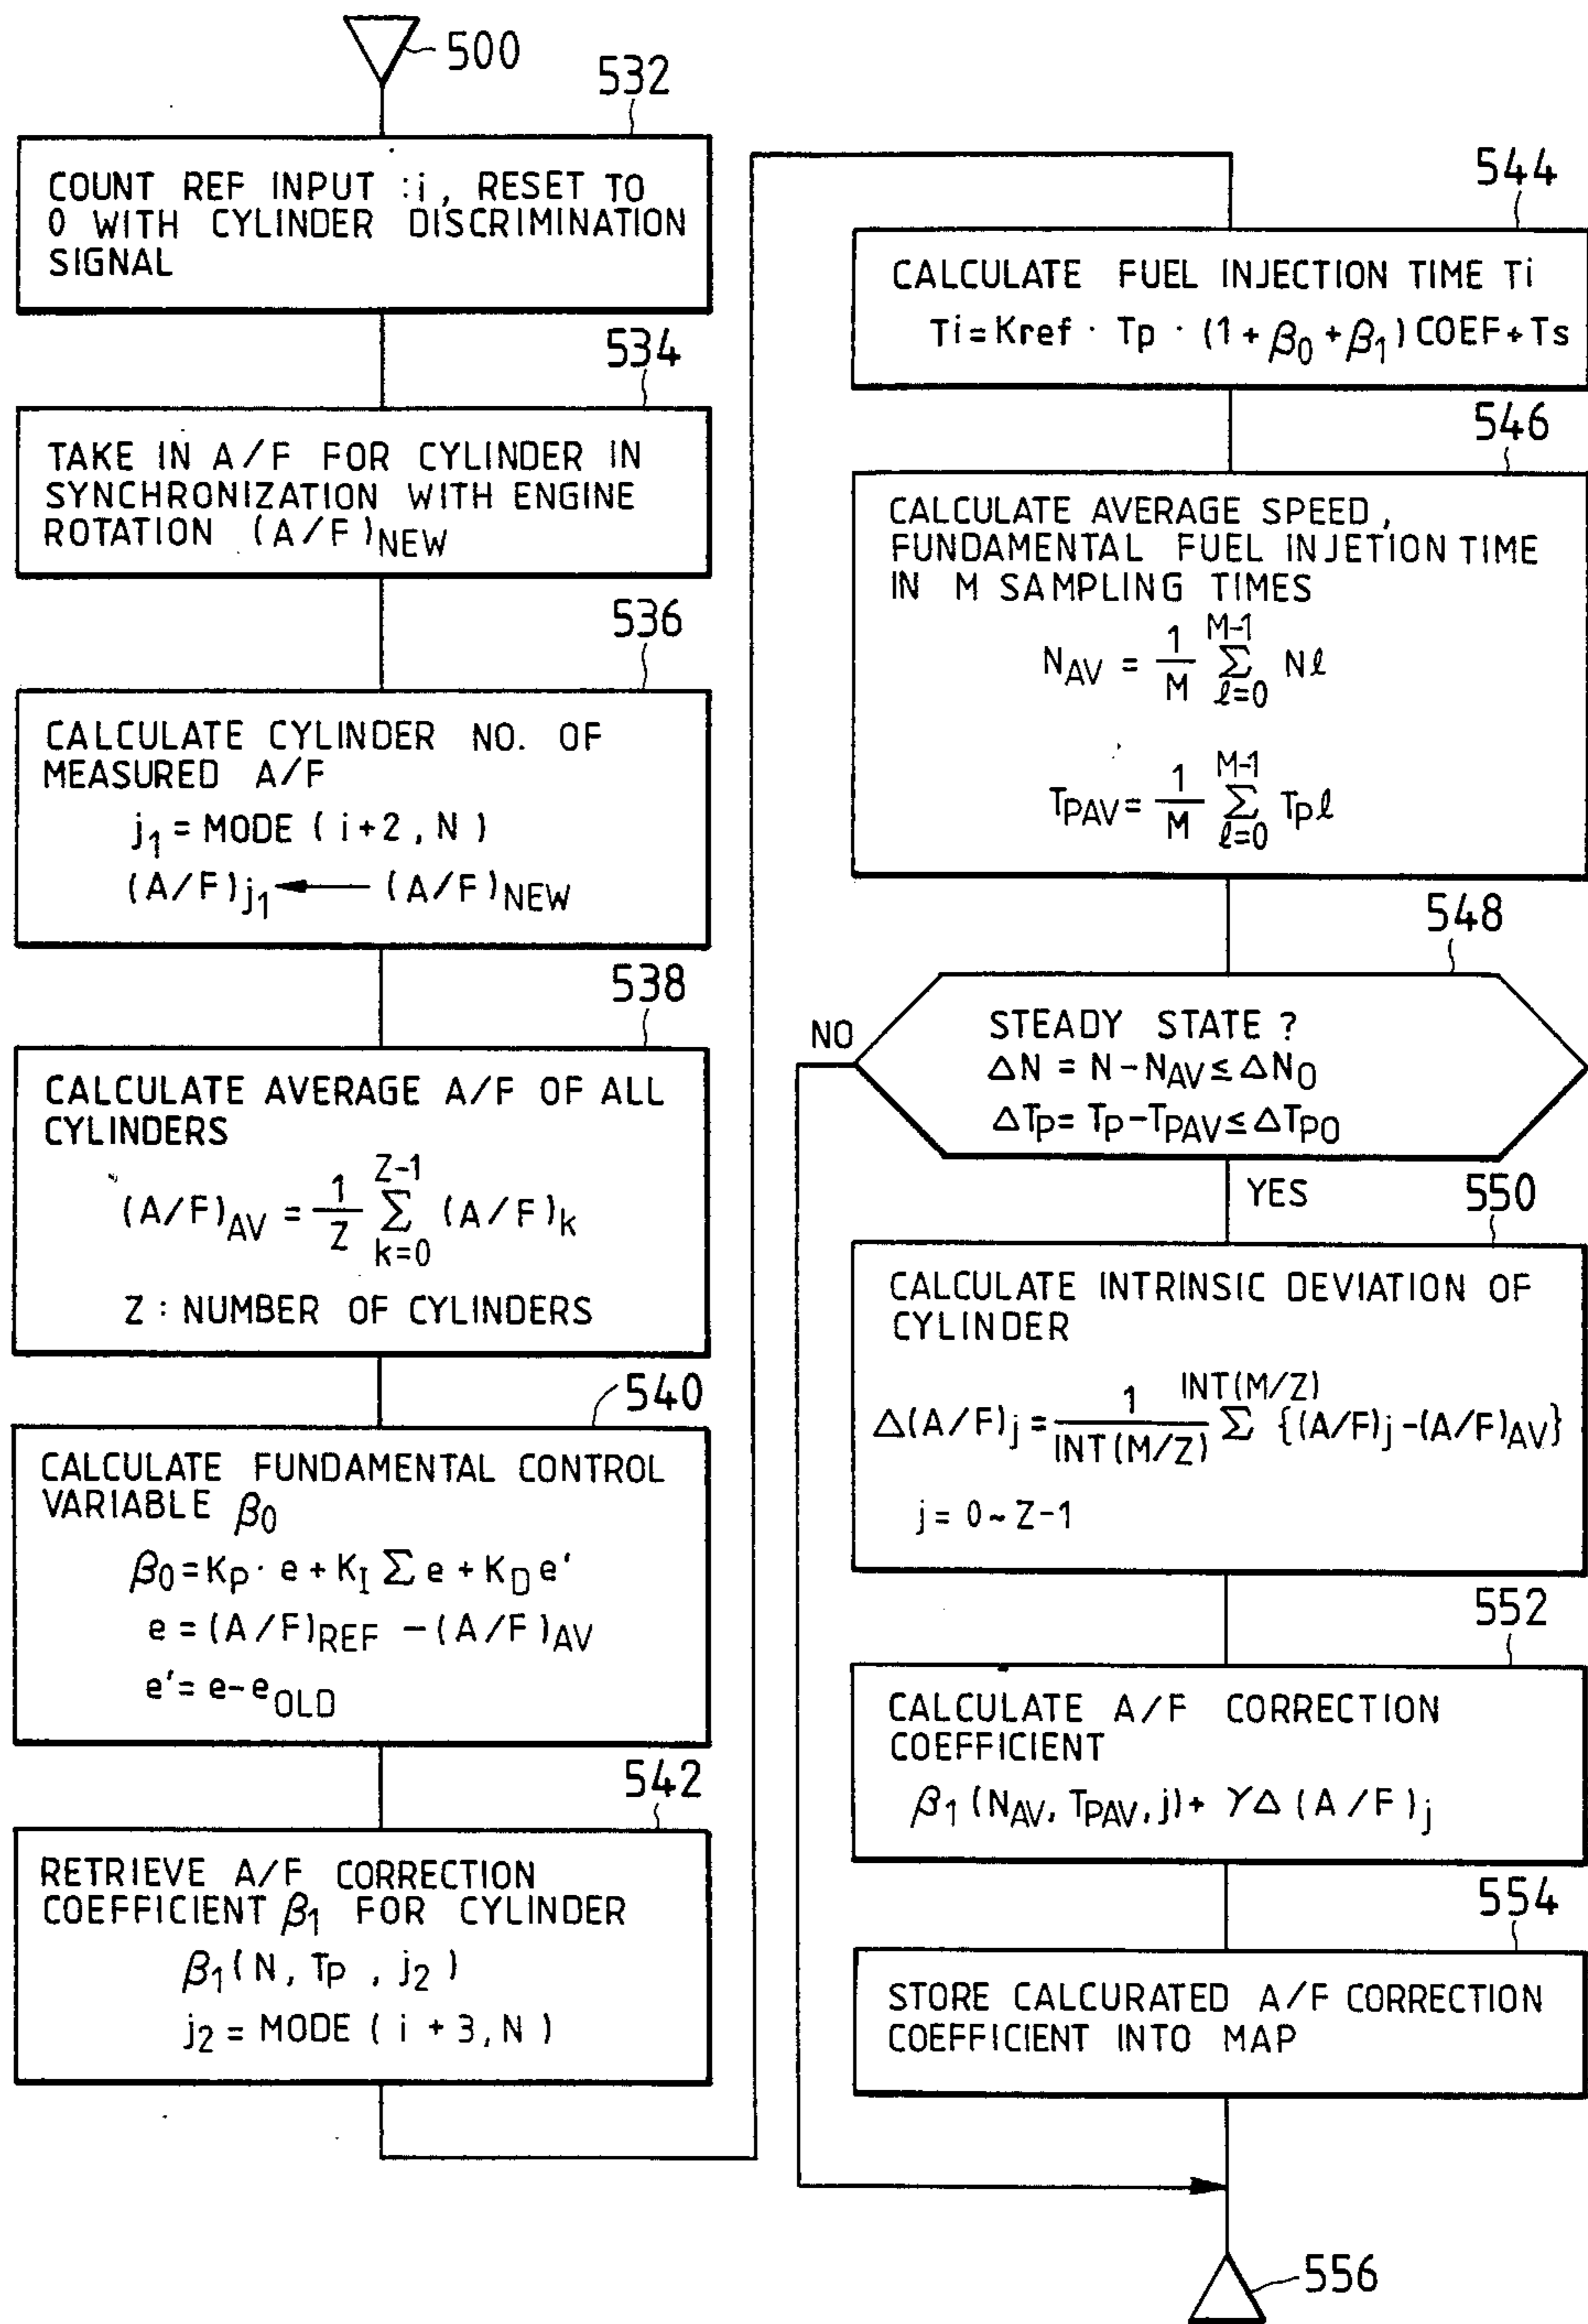 500
532
COUNT REF INPUT :i, RESET TO
0 WITH CYLINDER DISCRIMINATION
SIGNAL
534
TAKE IN A/F FOR CYLINDER IN
SYNCHRONIZATION WITH ENGINE
ROTATION (A/F)NEW
536
CALCULATE CYLINDER NO. OF
MEASURED A/F
j1 = MODE ( i+2 , N )
(A/F)j1 ← (A/F)NEW
538
CALCULATE AVERAGE A/F OF ALL
CYLINDERS
(A/F)AV = 1/Z Σ k=0 Z-1 (A/F)k
Z : NUMBER OF CYLINDERS
540
CALCULATE FUNDAMENTAL CONTROL
VARIABLE β0
β0 = KP · e + KI Σ e + KD e'
e = (A/F)REF - (A/F)AV
e' = e - eOLD
542
RETRIEVE A/F CORRECTION
COEFFICIENT β1 FOR CYLINDER
β1 ( N , TP , j2 )
j2 = MODE ( i + 3 , N )
544
CALCULATE FUEL INJECTION TIME Ti
Ti = Kref · Tp · (1 + β0 + β1) COEF + Ts
546
CALCULATE AVERAGE SPEED,
FUNDAMENTAL FUEL INJETION TIME
IN M SAMPLING TIMES
NAV = 1/M Σ ℓ=0 M-1 Nℓ
TPAV = 1/M Σ ℓ=0 M-1 Tpℓ
548
NO
STEADY STATE ?
ΔN = N - NAV ≤ ΔN0
ΔTP = TP - TPAV ≤ ΔTP0
YES
550
CALCULATE INTRINSIC DEVIATION OF
CYLINDER
Δ(A/F)j = 1/INT(M/Z) Σ INT(M/Z) {(A/F)j - (A/F)AV}
j = 0 ~ Z-1
552
CALCULATE A/F CORRECTION
COEFFICIENT
β1 (NAV, TPAV, j) + γΔ (A/F)j
554
STORE CALCURATED A/F CORRECTION
COEFFICIENT INTO MAP
556